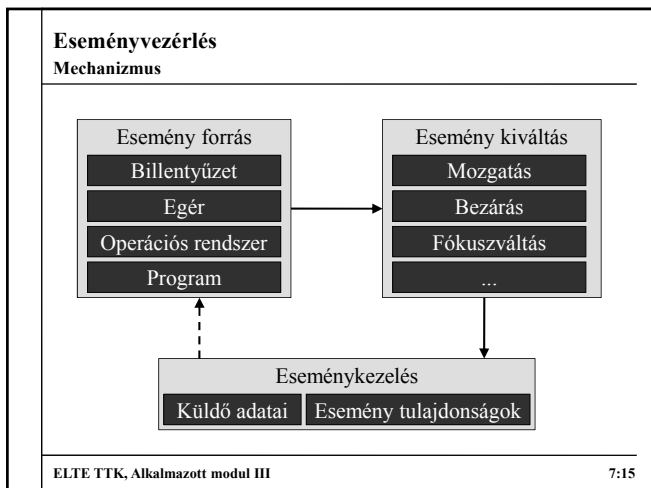 Eseményvezérlés
Mechanizmus
Esemény forrás
Billentyűzet
Egér
Operációs rendszer
Program
Esemény kiváltás
Mozgatás
Bezárás
Fókuszváltás
...
Eseménykezelés
Küldő adatai
Esemény tulajdonságok
ELTE TTK, Alkalmazott modul III
7:15